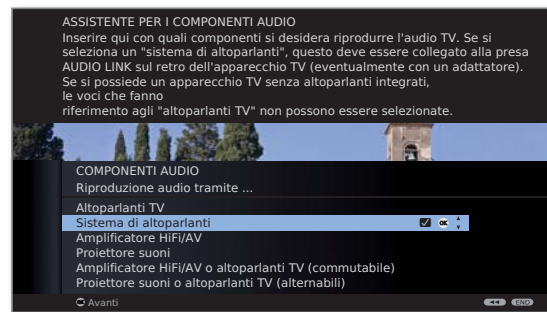 ASSISTENTE PER I COMPONENTI AUDIO
Inserire qui con quali componenti si desidera riprodurre l'audio TV. Se si
seleziona un "sistema di altoparlanti", questo deve essere collegato alla presa
AUDIO LINK sul retro dell'apparecchio TV (eventualmente con un adattatore).
Se si possiede un apparecchio TV senza altoparlanti integrati,
le voci che fanno
riferimento agli "altoparlanti TV" non possono essere selezionate.
COMPONENTI AUDIO
Riproduzione audio tramite ...
Altoparlanti TV
Sistema di altoparlanti OK
Amplificatore HiFi/AV
Proiettore suoni
Amplificatore HiFi/AV o altoparlanti TV (commutabile)
Proiettore suoni o altoparlanti TV (alternabili)
OK Avanti END